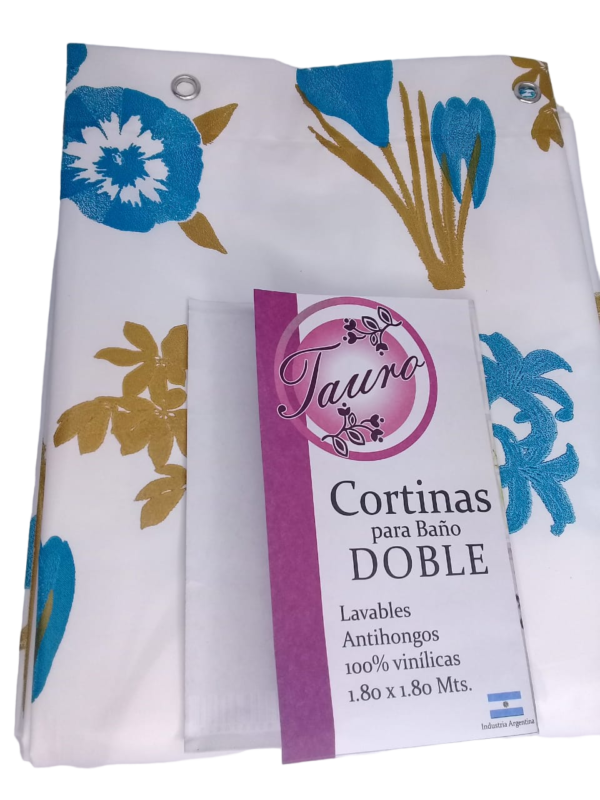 Tauro
Cortinas
para Baño
DOBLE
Lavables
Antihongos
100% vinílicas
1.80 x 1.80 Mts.
Industria Argentina